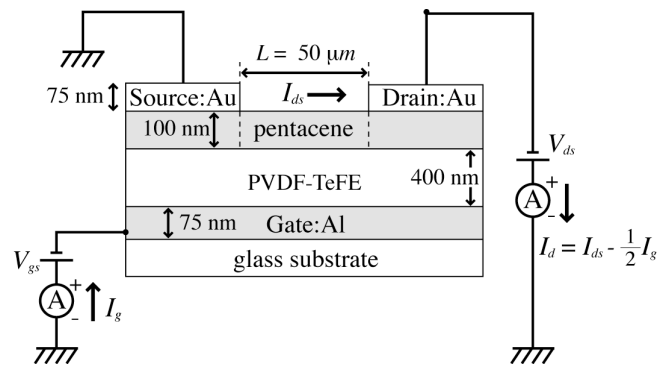 L = 50 μm
75 nm
Source:Au
I_ds
Drain:Au
100 nm
pentacene
V_ds
PVDF-TeFE
400 nm
A
+
-
75 nm
Gate:Al
I_d = I_ds - 1/2 I_g
V_gs
glass substrate
A
+
-
I_g